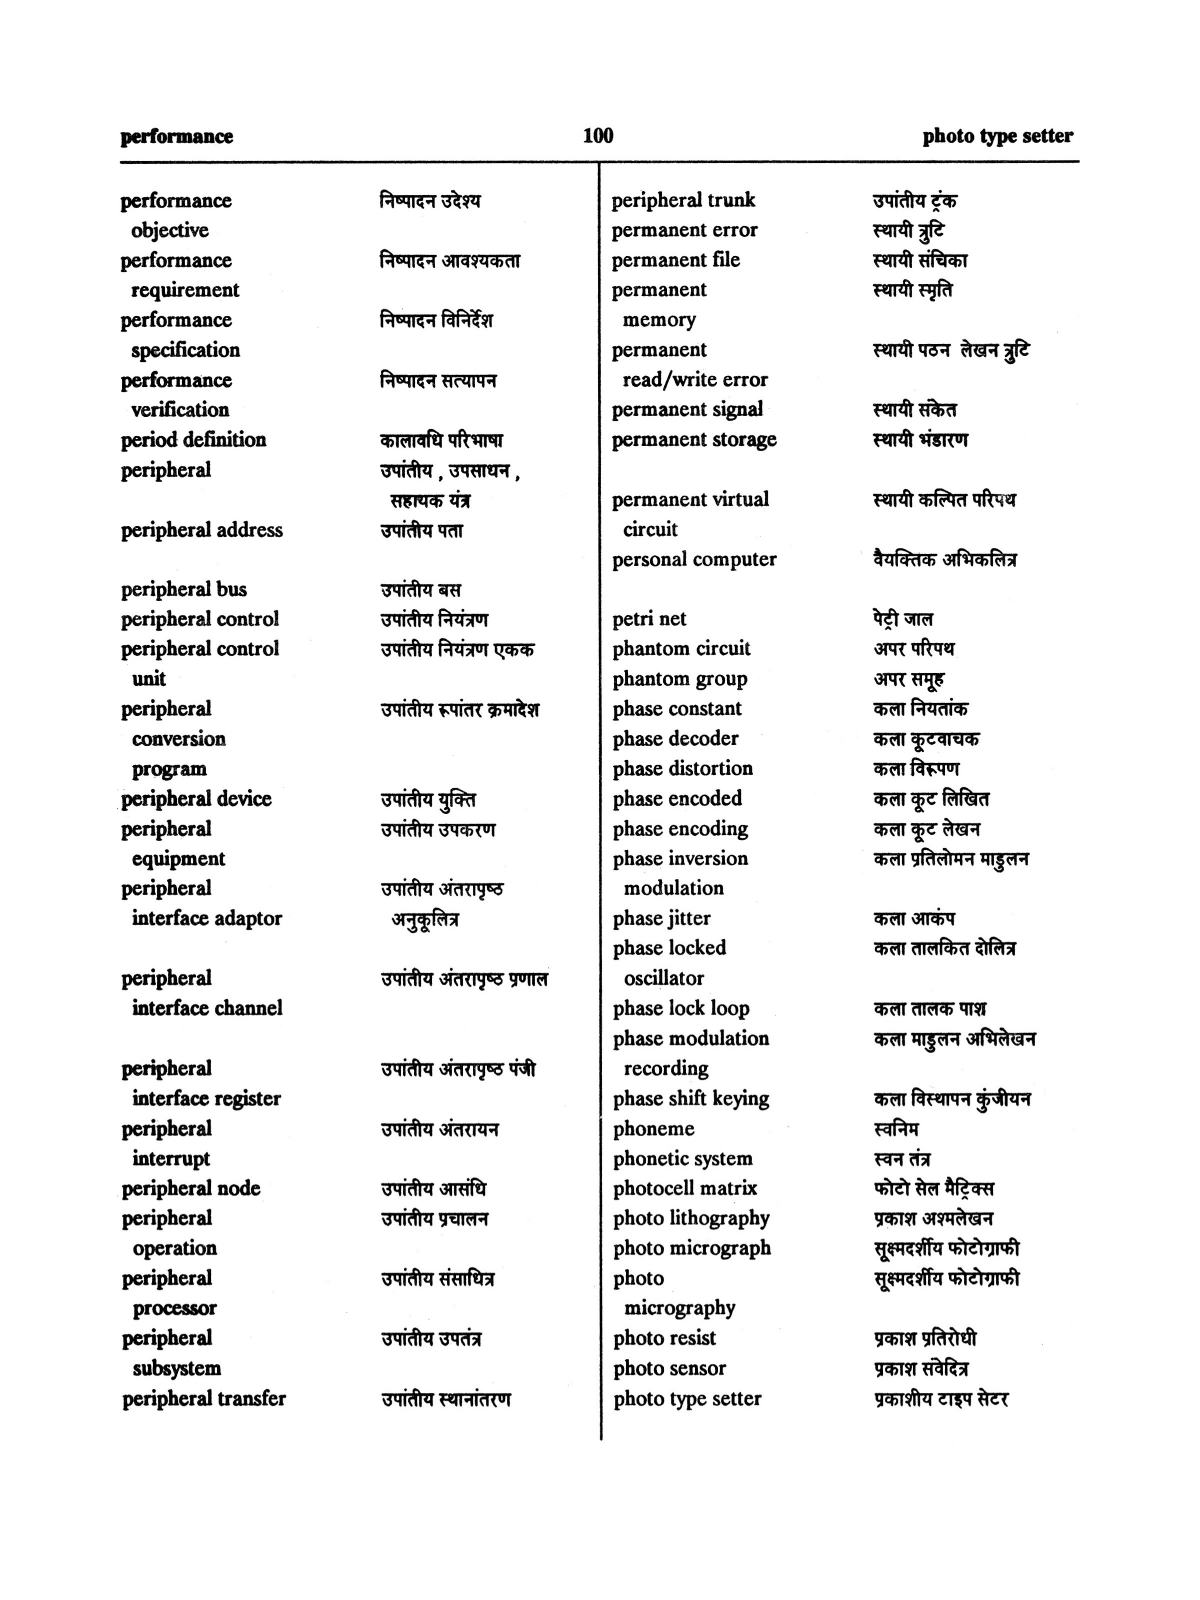 performance 100 photo type setter
performance निष्पादन उदेश्य
objective
performance निष्पादन आवश्यकता
requirement
performance निष्पादन विनिर्देश
specification
performance निष्पादन सत्यापन
verification
period definition कालावधि परिभाषा
peripheral उपांतीय , उपसाधन ,
सहायक यंत्र
peripheral address उपांतीय पता
peripheral bus उपांतीय बस
peripheral control उपांतीय नियंत्रण
peripheral control उपांतीय नियंत्रण एकक
unit
peripheral उपांतीय रूपांतर क्रमादेश
conversion
program
peripheral device उपांतीय युक्ति
peripheral उपांतीय उपकरण
equipment
peripheral उपांतीय अंतरापृष्ठ
interface adaptor अनुकूलित्र
peripheral उपांतीय अंतरापृष्ठ प्रणाल
interface channel
peripheral उपांतीय अंतरापृष्ठ पंजी
interface register
peripheral उपांतीय अंतरायन
interrupt
peripheral node उपांतीय आसंधि
peripheral उपांतीय प्रचालन
operation
peripheral उपांतीय संसाधित्र
processor
peripheral उपांतीय उपतंत्र
subsystem
peripheral transfer उपांतीय स्थानांतरण
peripheral trunk उपांतीय ट्रंक
permanent error स्थायी त्रुटि
permanent file स्थायी संचिका
permanent स्थायी स्मृति
memory
permanent स्थायी पठन लेखन त्रुटि
read/write error
permanent signal स्थायी संकेत
permanent storage स्थायी भंडारण
permanent virtual स्थायी कल्पित परिपथ
circuit
personal computer वैयक्तिक अभिकलित्र
petri net पेट्री जाल
phantom circuit अपर परिपथ
phantom group अपर समूह
phase constant कला नियतांक
phase decoder कला कूटवाचक
phase distortion कला विरूपण
phase encoded कला कूट लिखित
phase encoding कला कूट लेखन
phase inversion कला प्रतिलोमन माडुलन
modulation
phase jitter कला आकंप
phase locked कला तालकित दोलित्र
oscillator
phase lock loop कला तालक पाश
phase modulation कला माडुलन अभिलेखन
recording
phase shift keying कला विस्थापन कुंजीयन
phoneme स्वनिम
phonetic system स्वन तंत्र
photocell matrix फोटो सेल मैट्रिक्स
photo lithography प्रकाश अश्मलेखन
photo micrograph सूक्ष्मदर्शीय फोटोग्राफी
photo सूक्ष्मदर्शीय फोटोग्राफी
micrography
photo resist प्रकाश प्रतिरोधी
photo sensor प्रकाश संवेदित्र
photo type setter प्रकाशीय टाइप सेटर